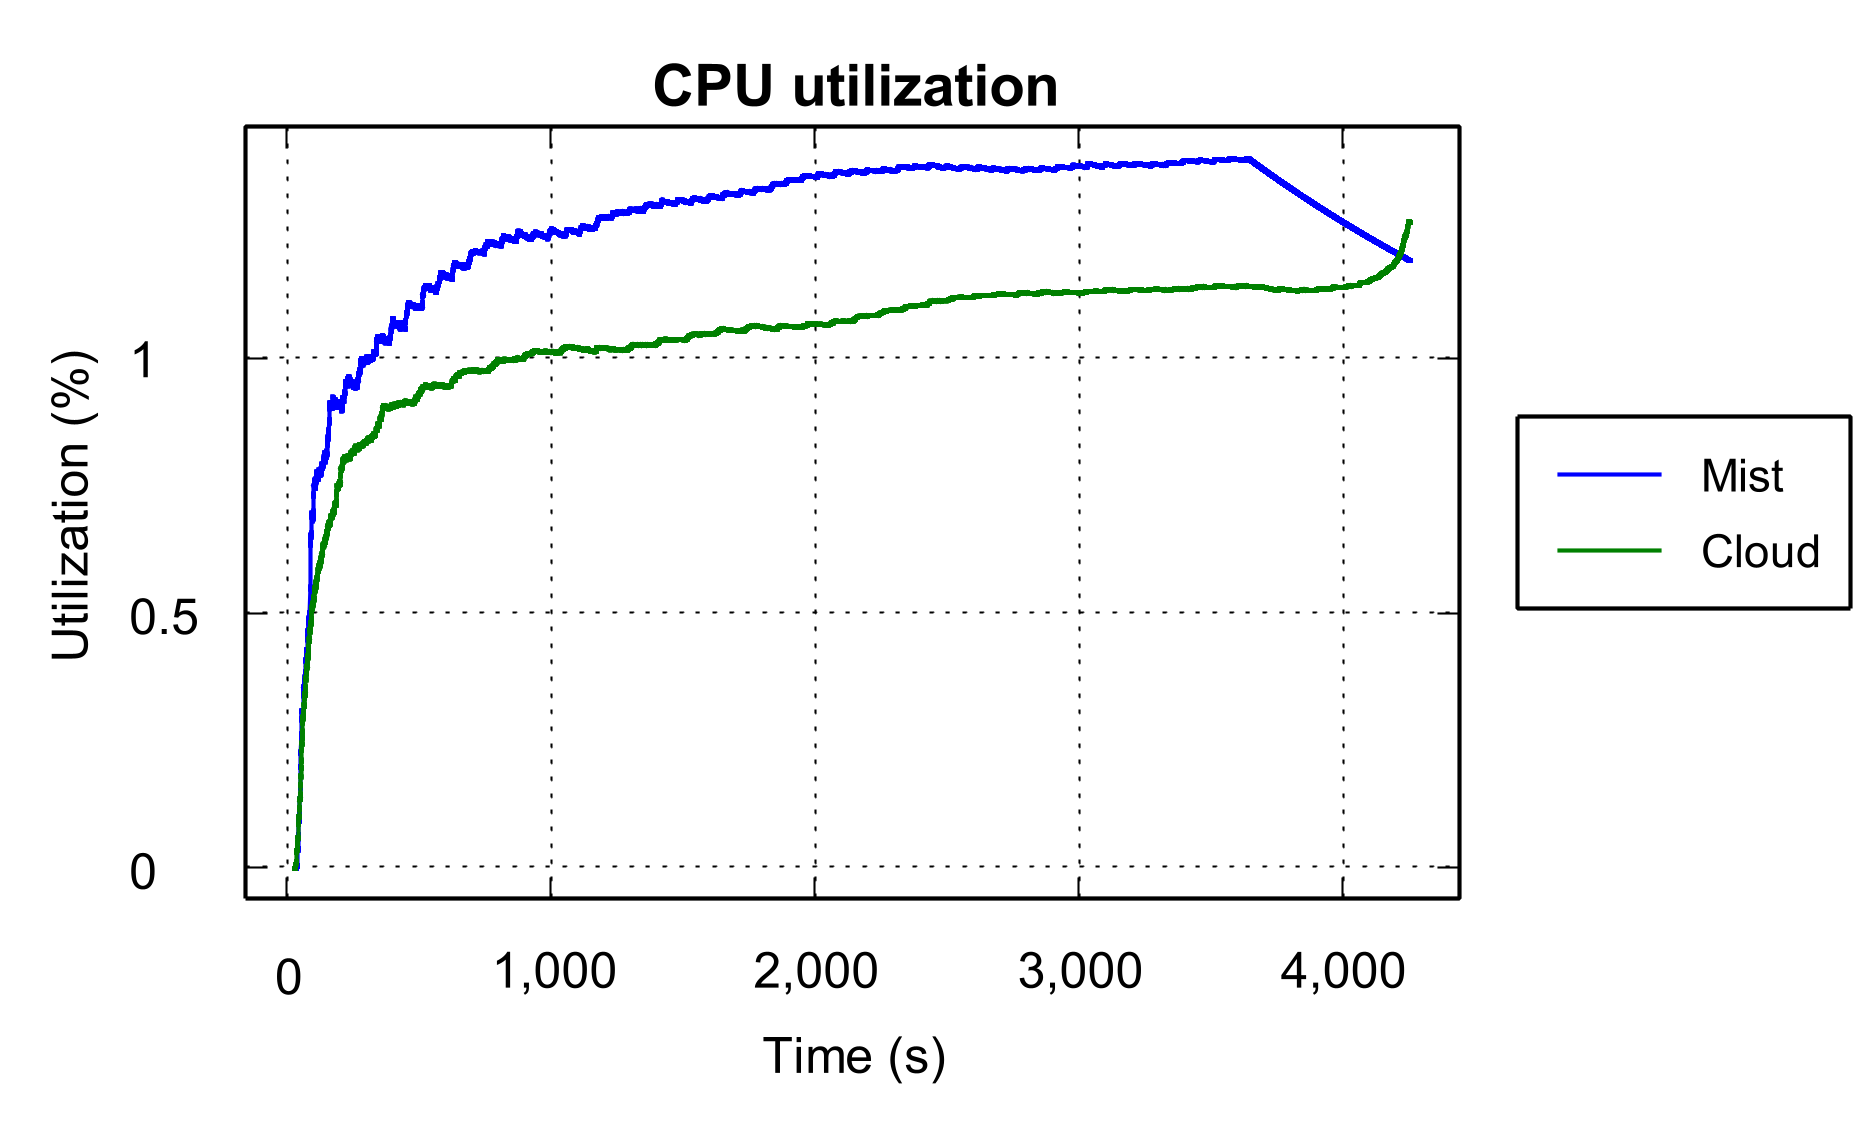 CPU utilization
Utilization (%)
1
0.5
0
0
1,000
2,000
3,000
4,000
Time (s)
Mist
Cloud